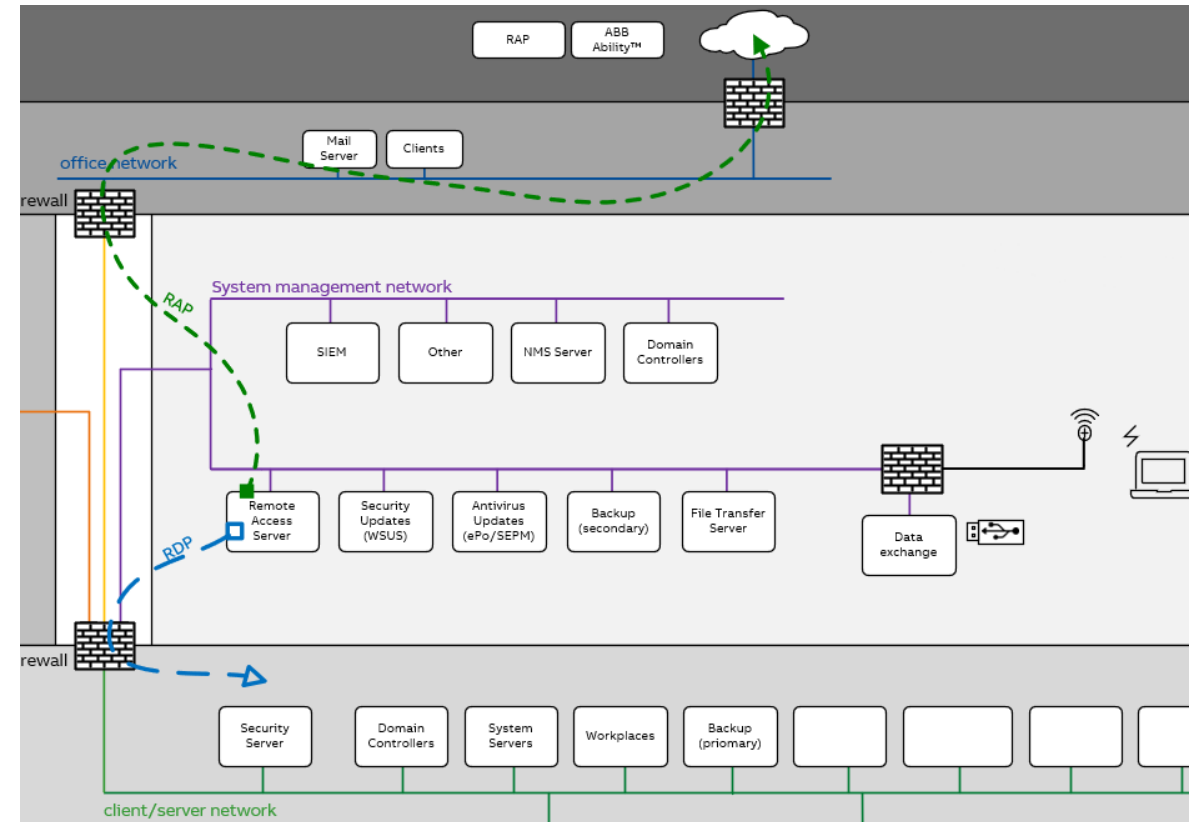 RAP
ABB
Ability™
Mail
Server
Clients
office network
rewall
RAP
System management network
SIEM
Other
NMS Server
Domain
Controllers
Remote
Access
Server
Security
Updates
(WSUS)
Antivirus
Updates
(ePo/SEPM)
Backup
(secondary)
File Transfer
Server
Data
exchange
RDP
rewall
Security
Server
Domain
Controllers
System
Servers
Workplaces
Backup
(priomary)
client/server network